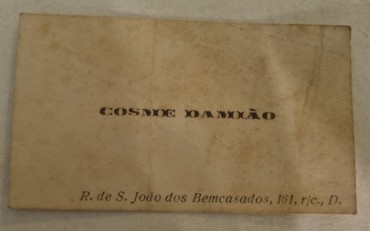 COSME DAMIÃO
R. de S. João dos Bemcasados, 161, r/c., D.